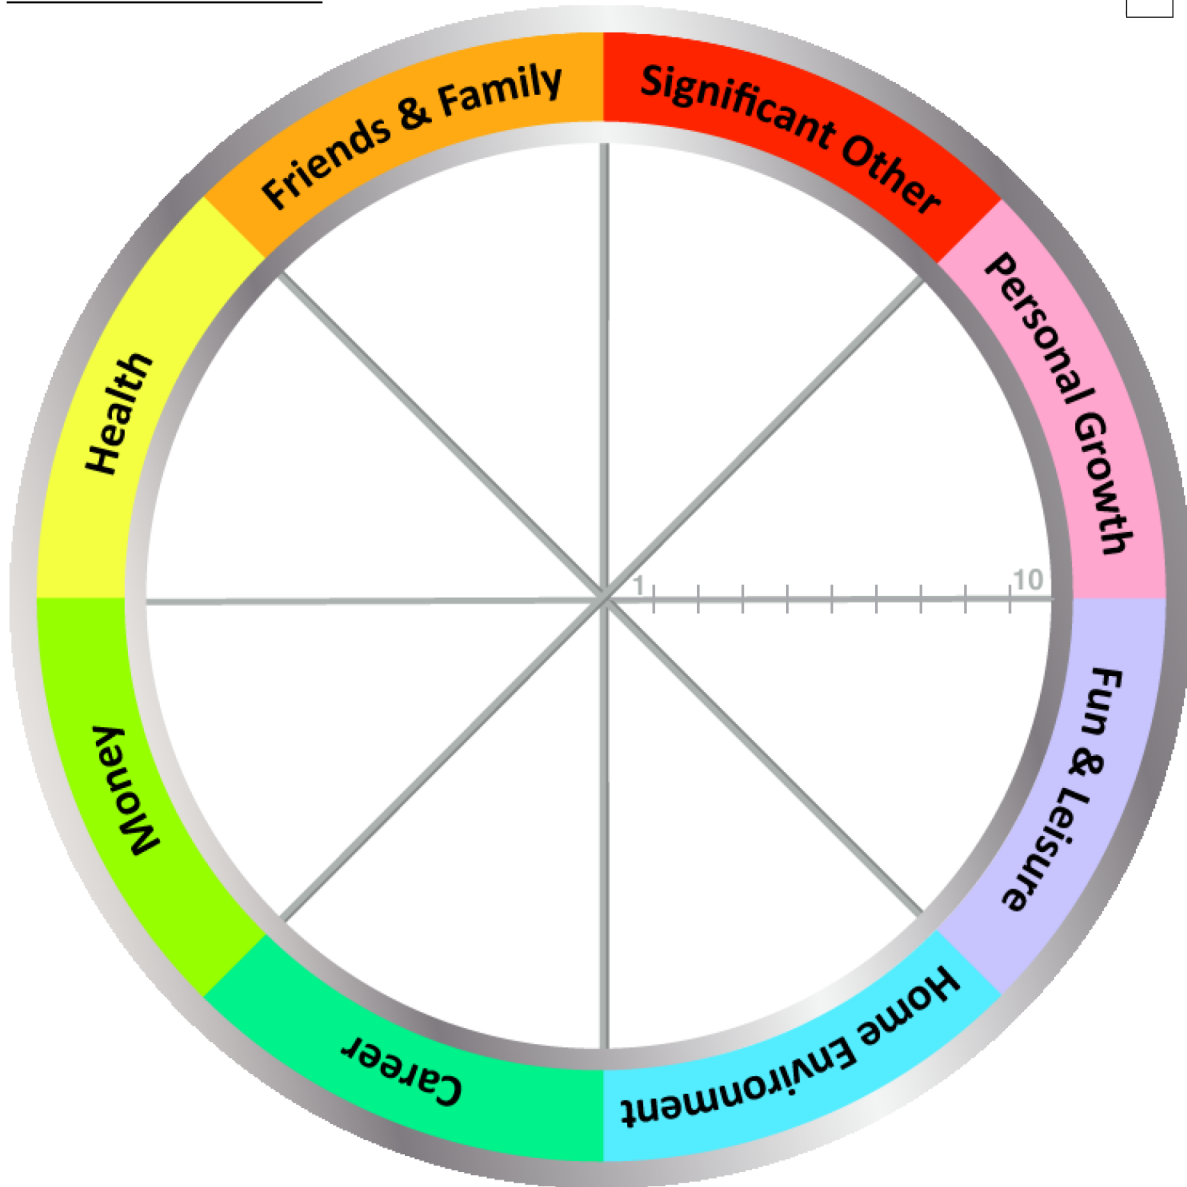 Friends & Family
Significant Other
Personal Growth
Health
1
10
Fun & Leisure
Money
Home Environment
Career